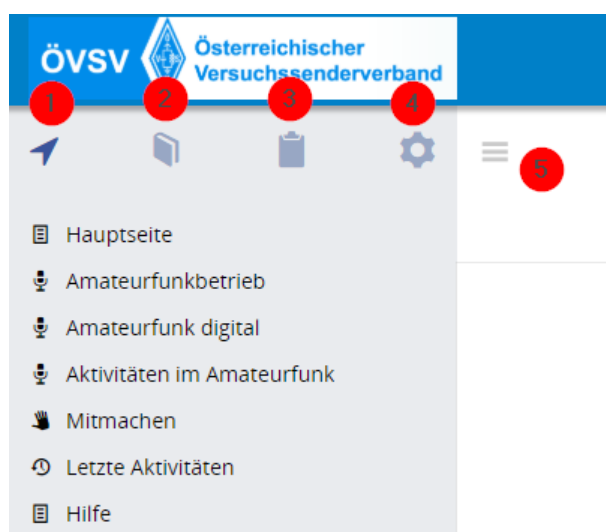 ÖVSV
Österreichischer
Versuchssenderverband
1
2
3
4
5
Hauptseite
Amateurfunkbetrieb
Amateurfunk digital
Aktivitäten im Amateurfunk
Mitmachen
Letzte Aktivitäten
Hilfe